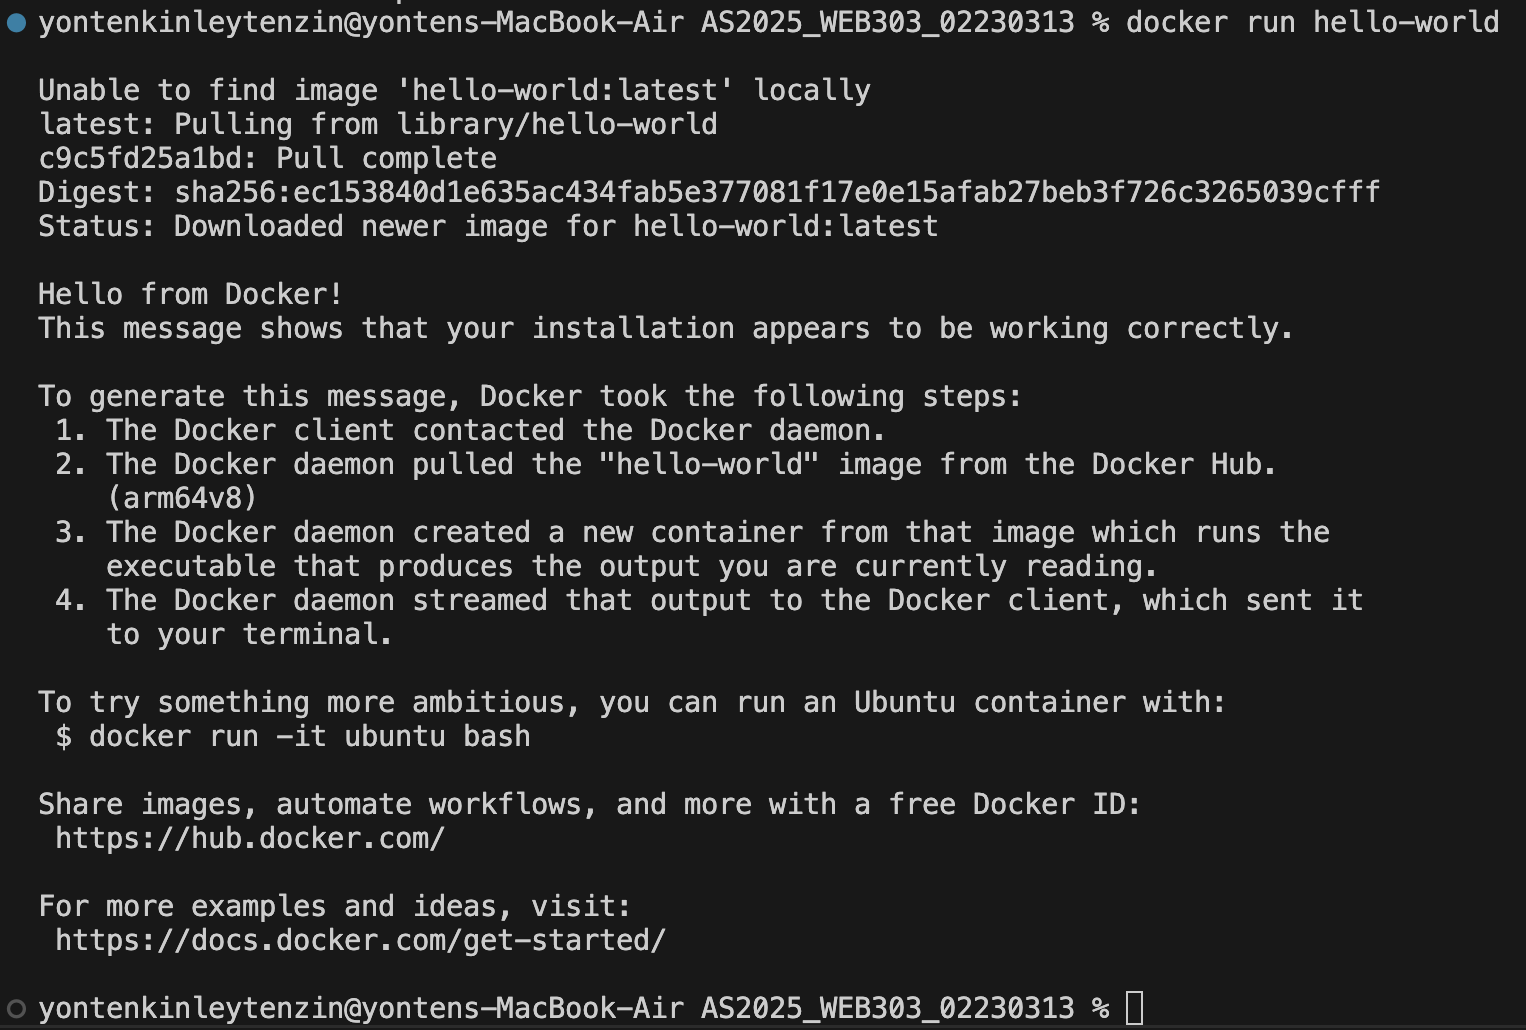 yontenkinleytenzin@yontens-MacBook-Air AS2025_WEB303_02230313 % docker run hello-world
Unable to find image 'hello-world:latest' locally
latest: Pulling from library/hello-world
c9c5fd25a1bd: Pull complete
Digest: sha256:ec153840d1e635ac434fab5e377081f17e0e15afab27beb3f726c3265039cfff
Status: Downloaded newer image for hello-world:latest
Hello from Docker!
This message shows that your installation appears to be working correctly.
To generate this message, Docker took the following steps:
1. The Docker client contacted the Docker daemon.
2. The Docker daemon pulled the "hello-world" image from the Docker Hub.
(arm64v8)
3. The Docker daemon created a new container from that image which runs the
executable that produces the output you are currently reading.
4. The Docker daemon streamed that output to the Docker client, which sent it
to your terminal.
To try something more ambitious, you can run an Ubuntu container with:
$ docker run -it ubuntu bash
Share images, automate workflows, and more with a free Docker ID:
https://hub.docker.com/
For more examples and ideas, visit:
https://docs.docker.com/get-started/
yontenkinleytenzin@yontens-MacBook-Air AS2025_WEB303_02230313 %